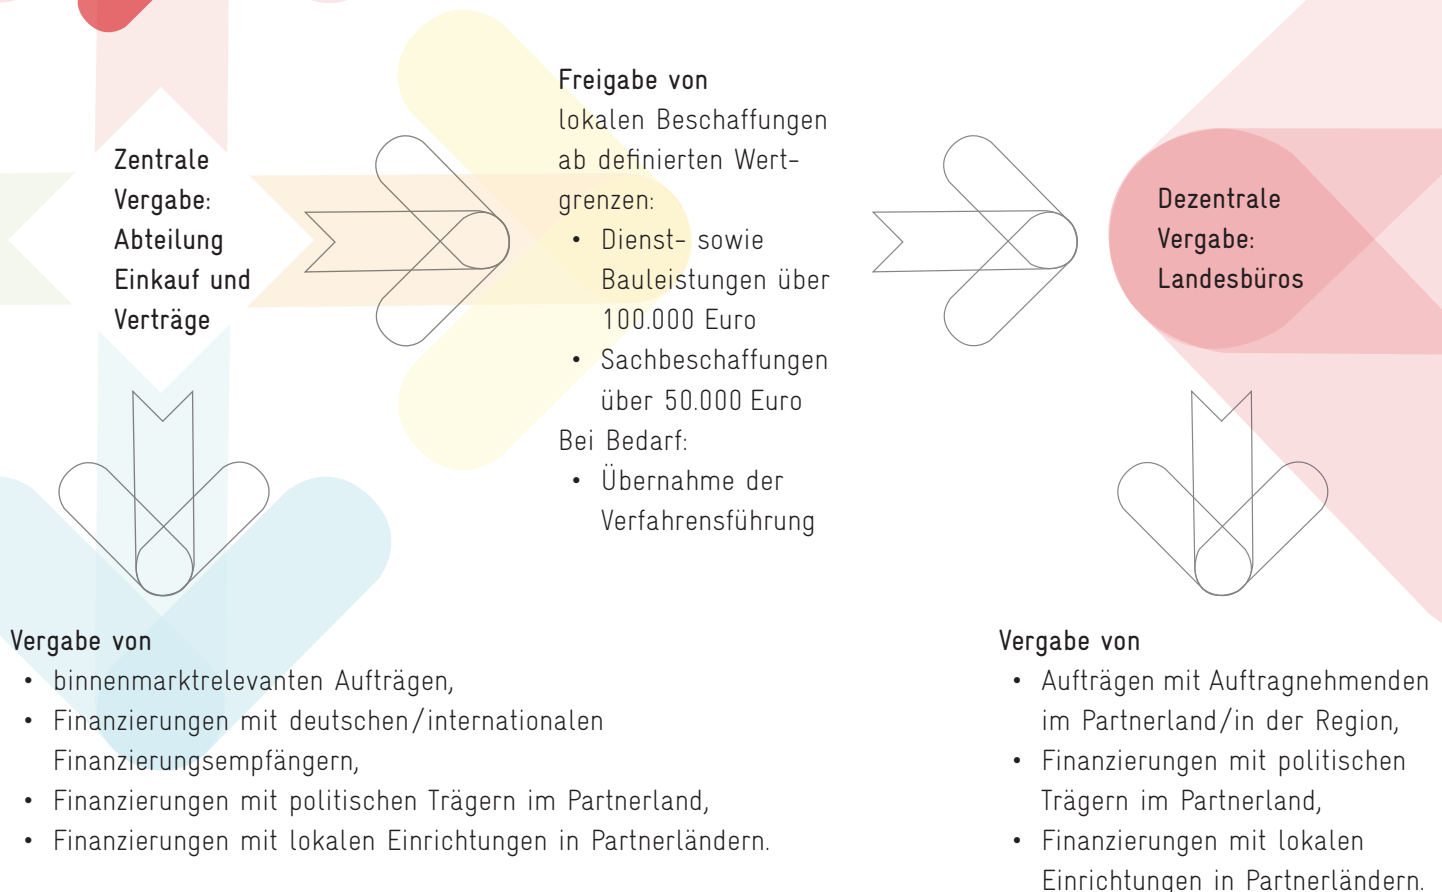 Zentrale
Vergabe:
Abteilung
Einkauf und
Verträge
Freigabe von
lokalen Beschaffungen
ab definierten Wert-
grenzen:
• Dienst- sowie
Bauleistungen über
100.000 Euro
• Sachbeschaffungen
über 50.000 Euro
Bei Bedarf:
• Übernahme der
Verfahrensführung
Dezentrale
Vergabe:
Landesbüros
Vergabe von
• binnenmarktrelevanten Aufträgen,
• Finanzierungen mit deutschen/internationalen
Finanzierungsempfängern,
• Finanzierungen mit politischen Trägern im Partnerland,
• Finanzierungen mit lokalen Einrichtungen in Partnerländern.
Vergabe von
• Aufträgen mit Auftragnehmenden
im Partnerland/in der Region,
• Finanzierungen mit politischen
Trägern im Partnerland,
• Finanzierungen mit lokalen
Einrichtungen in Partnerländern.